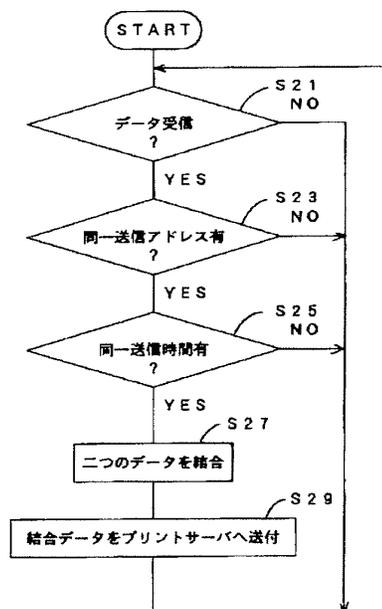 START
S21
NO
データ受信
?
YES
S23
NO
同一送信アドレス有
?
YES
S25
NO
同一送信時間有
?
YES
S27
二つのデータを結合
S29
結合データをプリントサーバへ送付